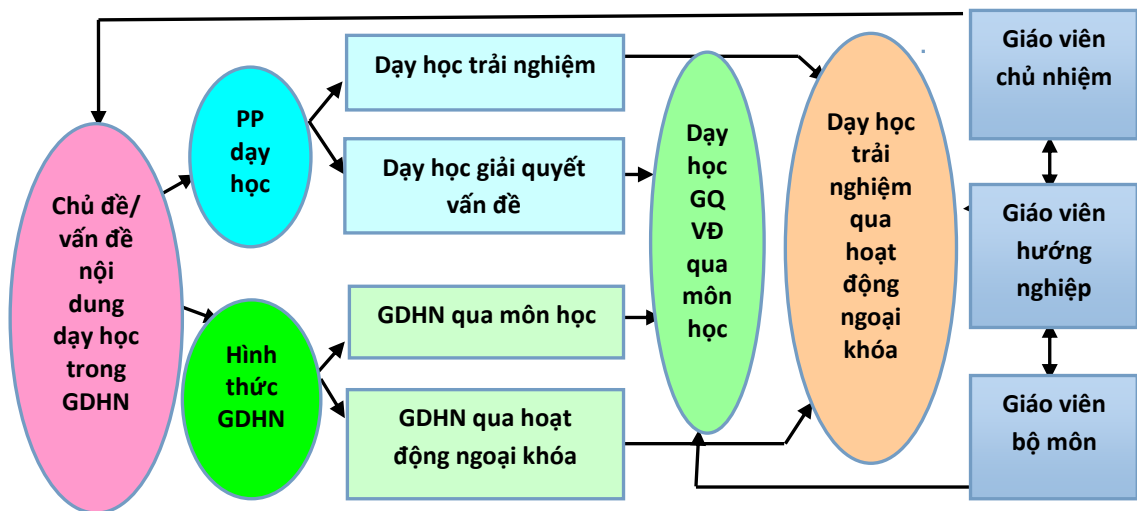 Chủ đề/
vấn đề
nội
dung
dạy học
trong
GDHN
PP
dạy
học
Hình
thức
GDHN
Dạy học trải nghiệm
Dạy học giải quyết
vấn đề
GDHN qua môn học
GDHN qua hoạt
động ngoại khóa
Dạy
học
GQ
VĐ
qua
môn
học
Dạy học
trải
nghiệm
qua
hoạt
động
ngoại
khóa
Giáo viên
chủ nhiệm
Giáo viên
hướng
nghiệp
Giáo viên
bộ môn